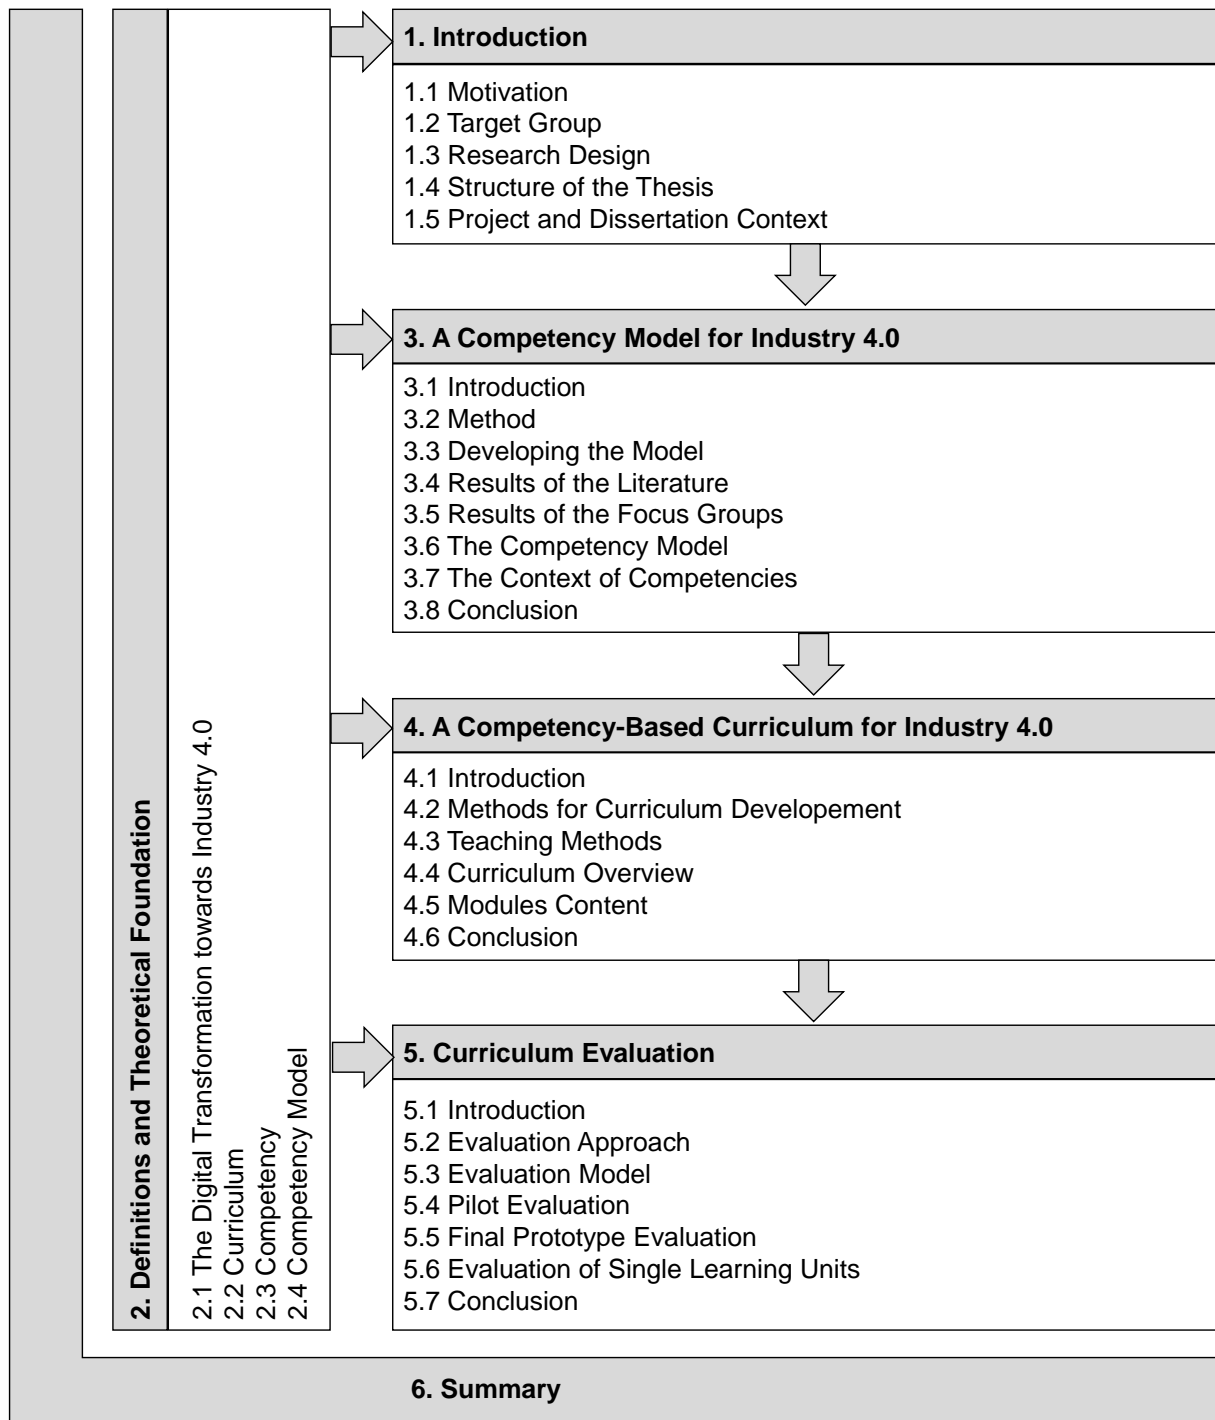 1. Introduction
1.1 Motivation
1.2 Target Group
1.3 Research Design
1.4 Structure of the Thesis
1.5 Project and Dissertation Context
2. Definitions and Theoretical Foundation
2.1 The Digital Transformation towards Industry 4.0
2.2 Curriculum
2.3 Competency
2.4 Competency Model
3. A Competency Model for Industry 4.0
3.1 Introduction
3.2 Method
3.3 Developing the Model
3.4 Results of the Literature
3.5 Results of the Focus Groups
3.6 The Competency Model
3.7 The Context of Competencies
3.8 Conclusion
4. A Competency-Based Curriculum for Industry 4.0
4.1 Introduction
4.2 Methods for Curriculum Developement
4.3 Teaching Methods
4.4 Curriculum Overview
4.5 Modules Content
4.6 Conclusion
5. Curriculum Evaluation
5.1 Introduction
5.2 Evaluation Approach
5.3 Evaluation Model
5.4 Pilot Evaluation
5.5 Final Prototype Evaluation
5.6 Evaluation of Single Learning Units
5.7 Conclusion
6. Summary